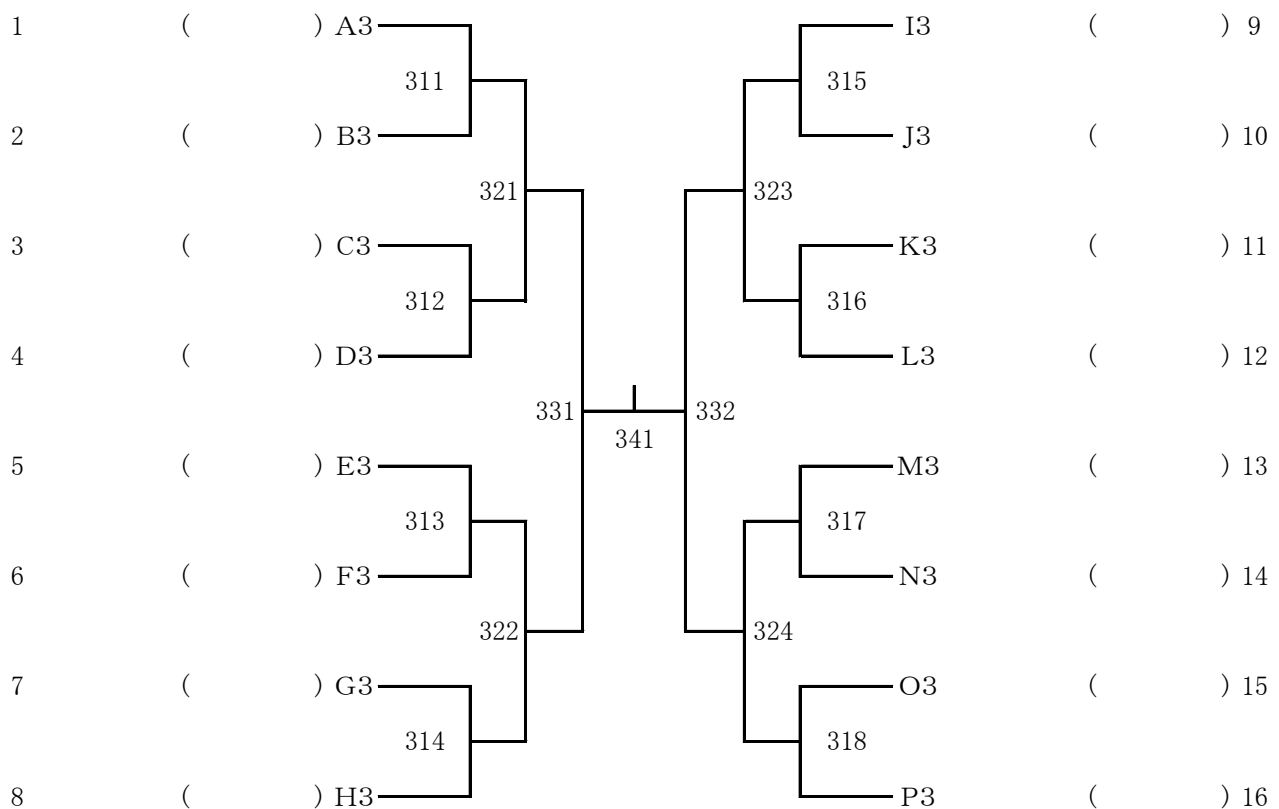 1 ( ) A3 I3 ( ) 9
311 315
2 ( ) B3 J3 ( ) 10
321 323
3 ( ) C3 K3 ( ) 11
312 316
4 ( ) D3 L3 ( ) 12
331 332
341
5 ( ) E3 M3 ( ) 13
313 317
6 ( ) F3 N3 ( ) 14
322 324
7 ( ) G3 O3 ( ) 15
314 318
8 ( ) H3 P3 ( ) 16